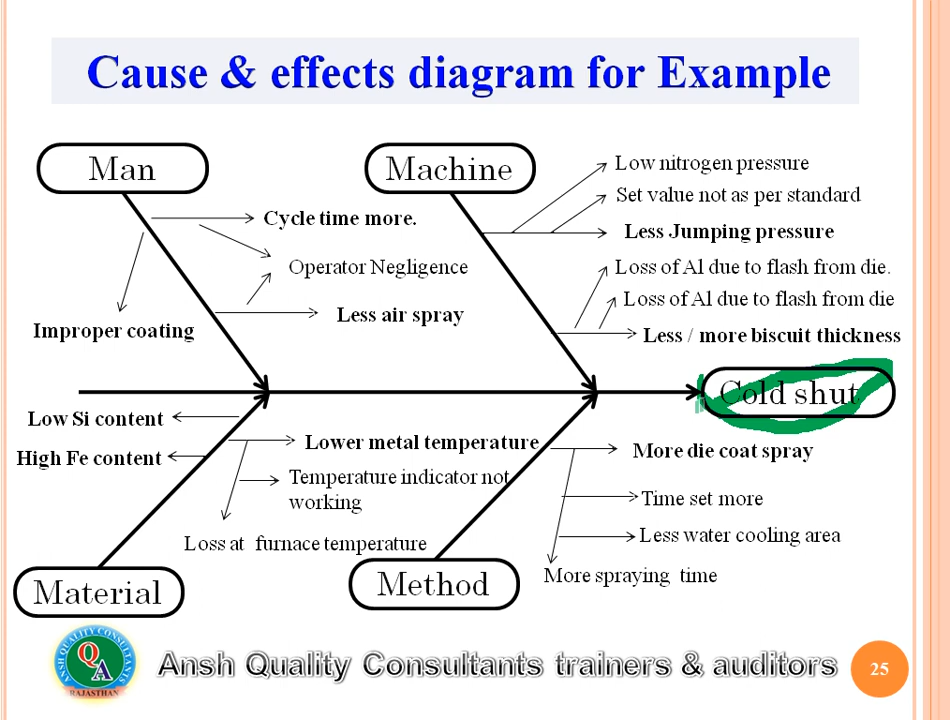 Cause & effects diagram for Example
Man
Machine
Low nitrogen pressure
Set value not as per standard
Cycle time more.
Less Jumping pressure
Operator Negligence
Loss of Al due to flash from die.
Loss of Al due to flash from die
Less air spray
Improper coating
Less / more biscuit thickness
Cold shut
Low Si content
Lower metal temperature
More die coat spray
High Fe content
Temperature indicator not
working
Time set more
Less water cooling area
Loss at furnace temperature
More spraying time
Material
Method
ANSH QUALITY CONSULTANTS
QA
RAJASTHAN
Ansh Quality Consultants trainers & auditors
25